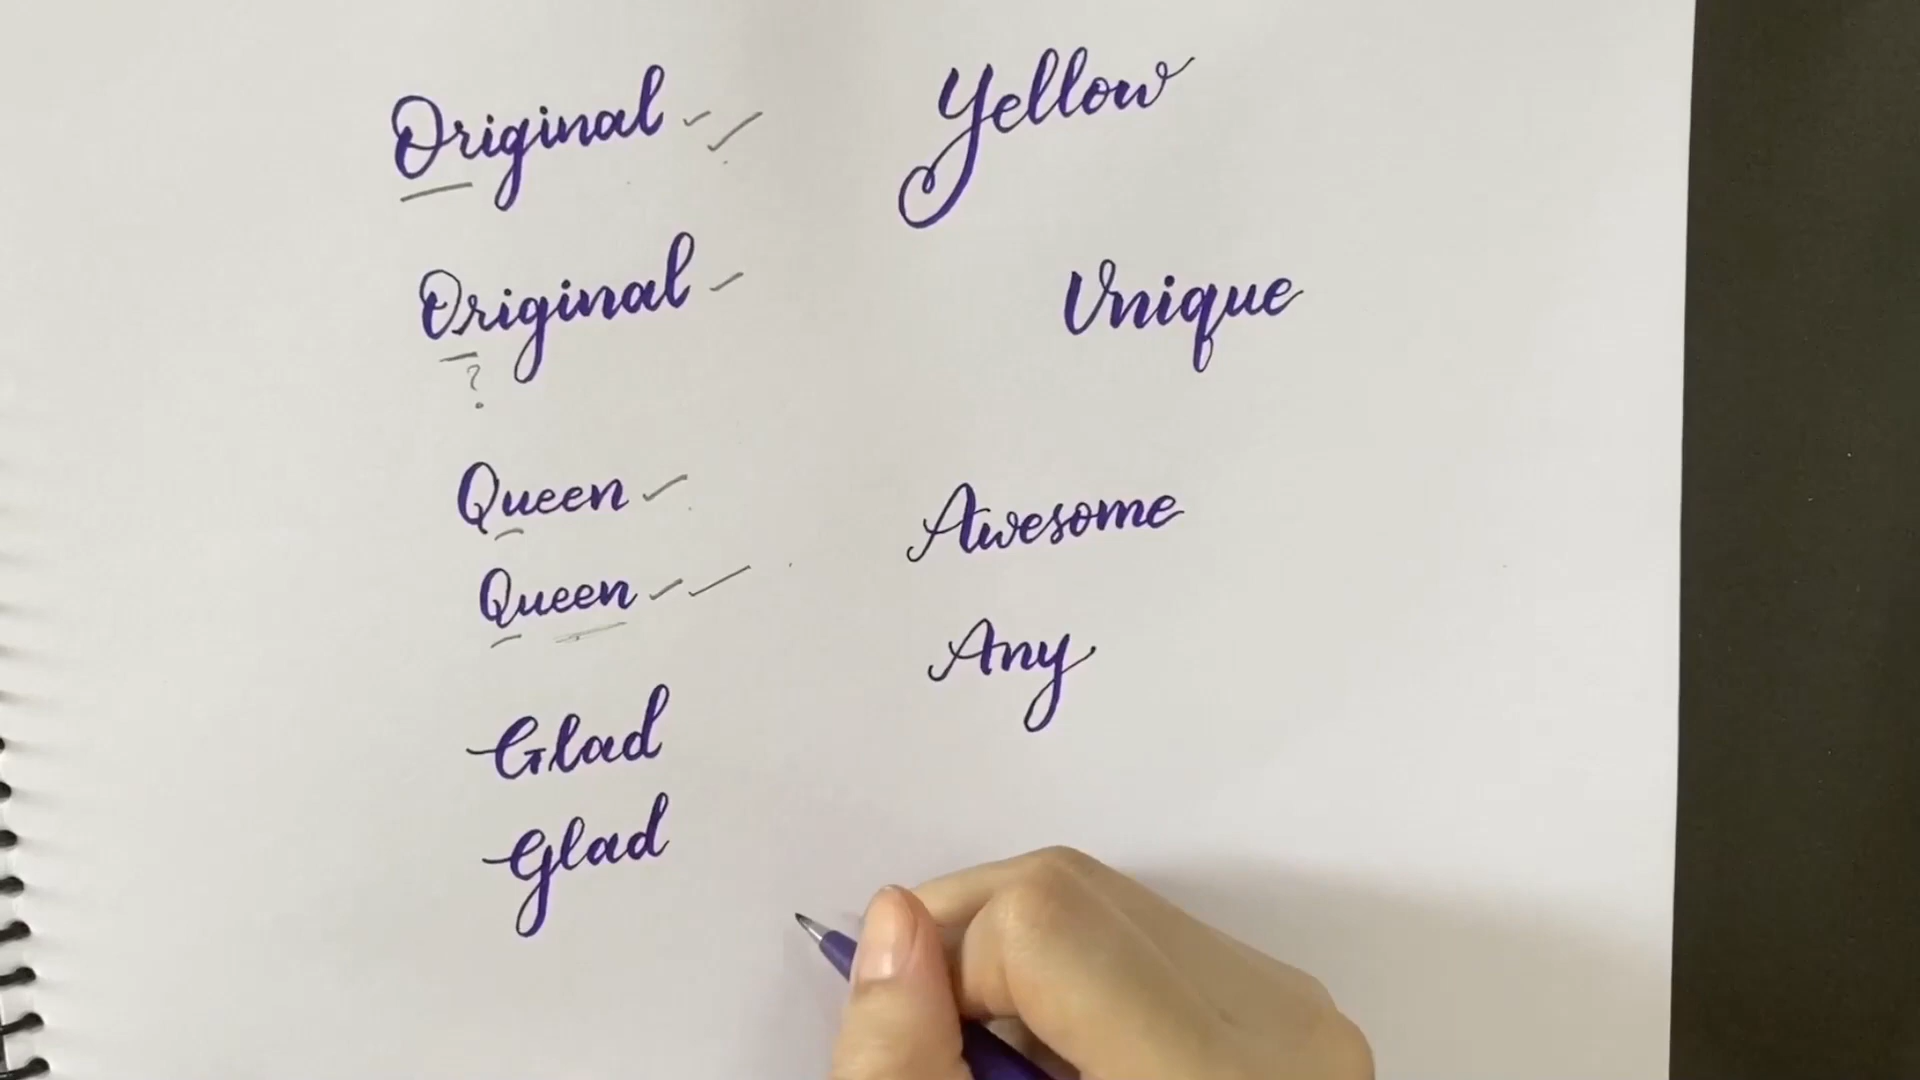 Original
Original
?
Queen
Queen
Glad
Glad
Yellow
Unique
Awesome
Any